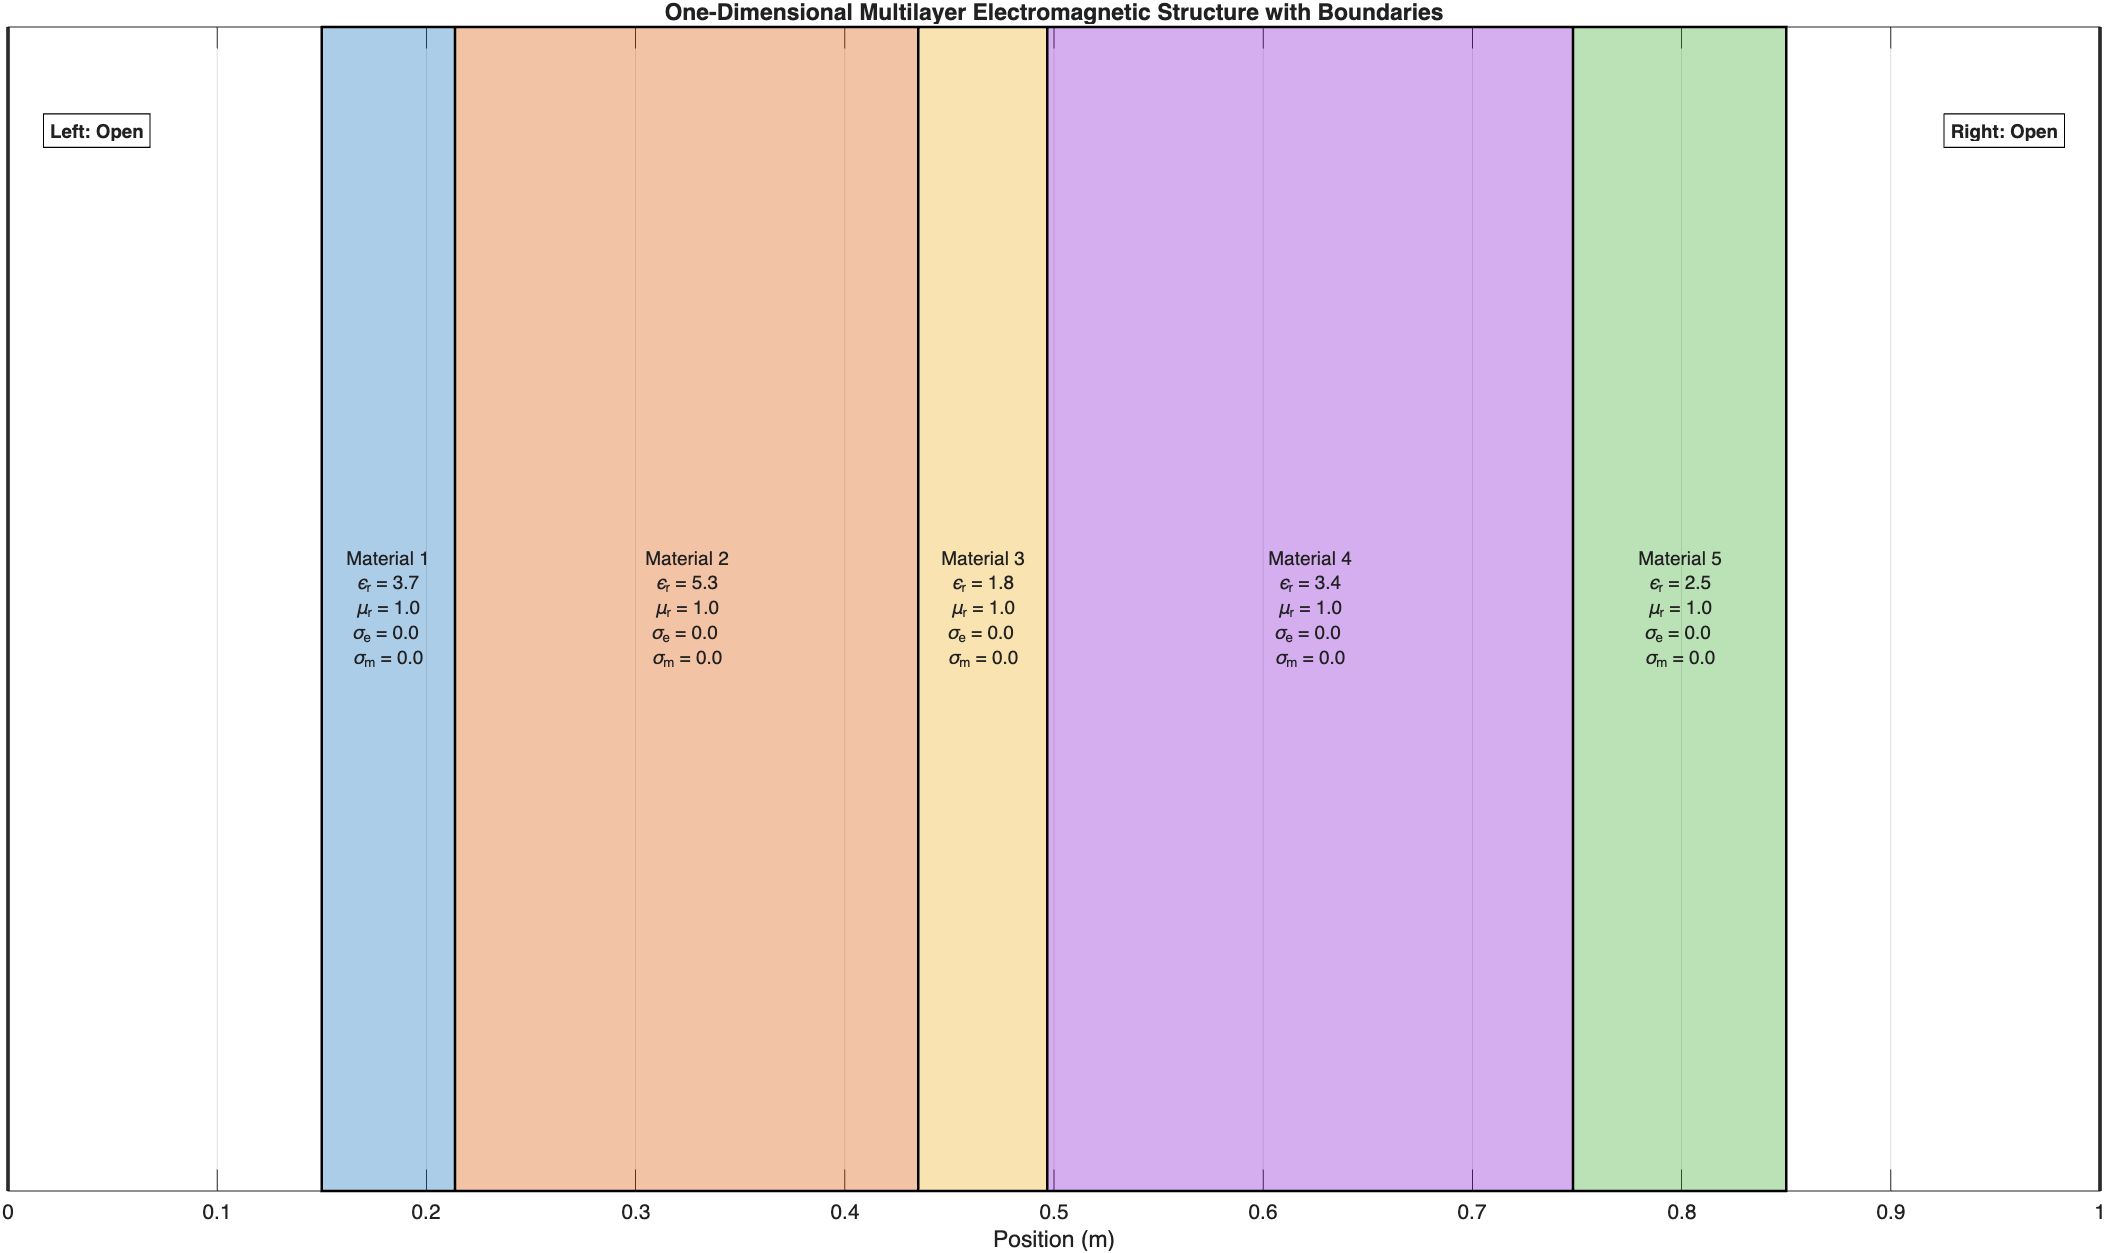 One-Dimensional Multilayer Electromagnetic Structure with Boundaries
Left: Open
Right: Open
Material 1
ϵr = 3.7
μr = 1.0
σe = 0.0
σm = 0.0
Material 2
ϵr = 5.3
μr = 1.0
σe = 0.0
σm = 0.0
Material 3
ϵr = 1.8
μr = 1.0
σe = 0.0
σm = 0.0
Material 4
ϵr = 3.4
μr = 1.0
σe = 0.0
σm = 0.0
Material 5
ϵr = 2.5
μr = 1.0
σe = 0.0
σm = 0.0
0 0.1 0.2 0.3 0.4 0.5 0.6 0.7 0.8 0.9 1
Position (m)